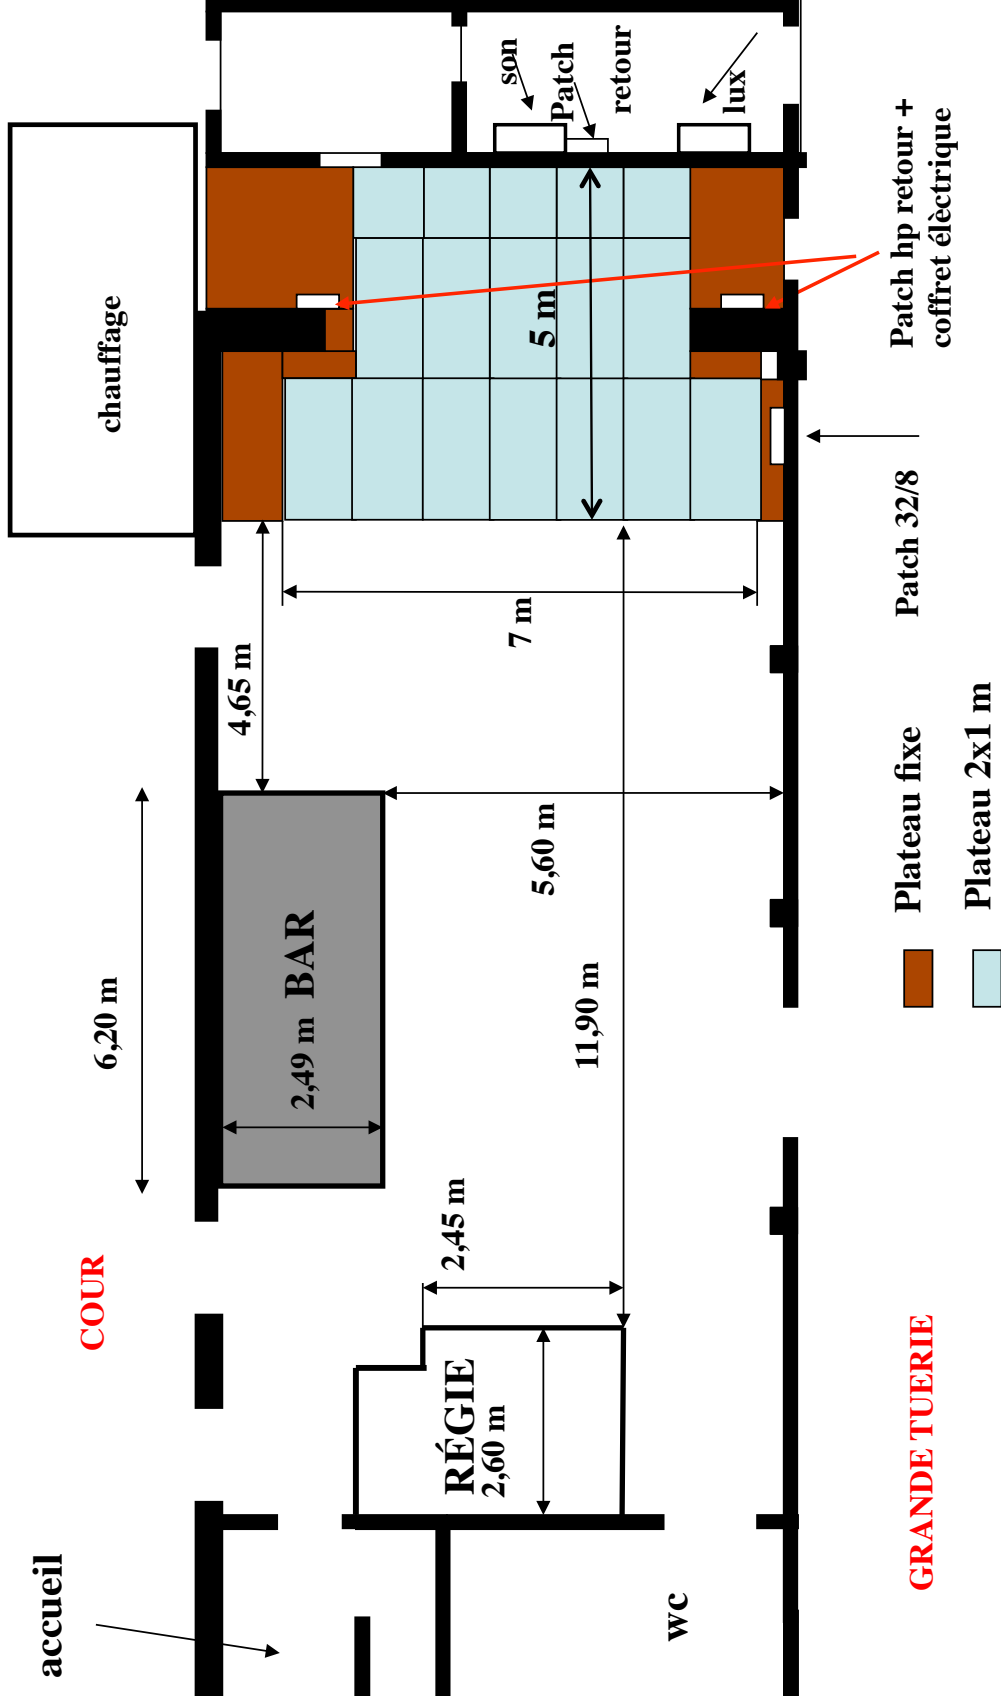 accueil
COUR
6,20 m
4,65 m
chauffage
2,49 m BAR
RÉGIE
2,60 m
2,45 m
11,90 m
5,60 m
7 m
5 m
son
Patch
retour
lux
wc
GRANDE TUERIE
Plateau fixe
Plateau 2x1 m
Patch 32/8
Patch hp retour +
coffret élèctrique